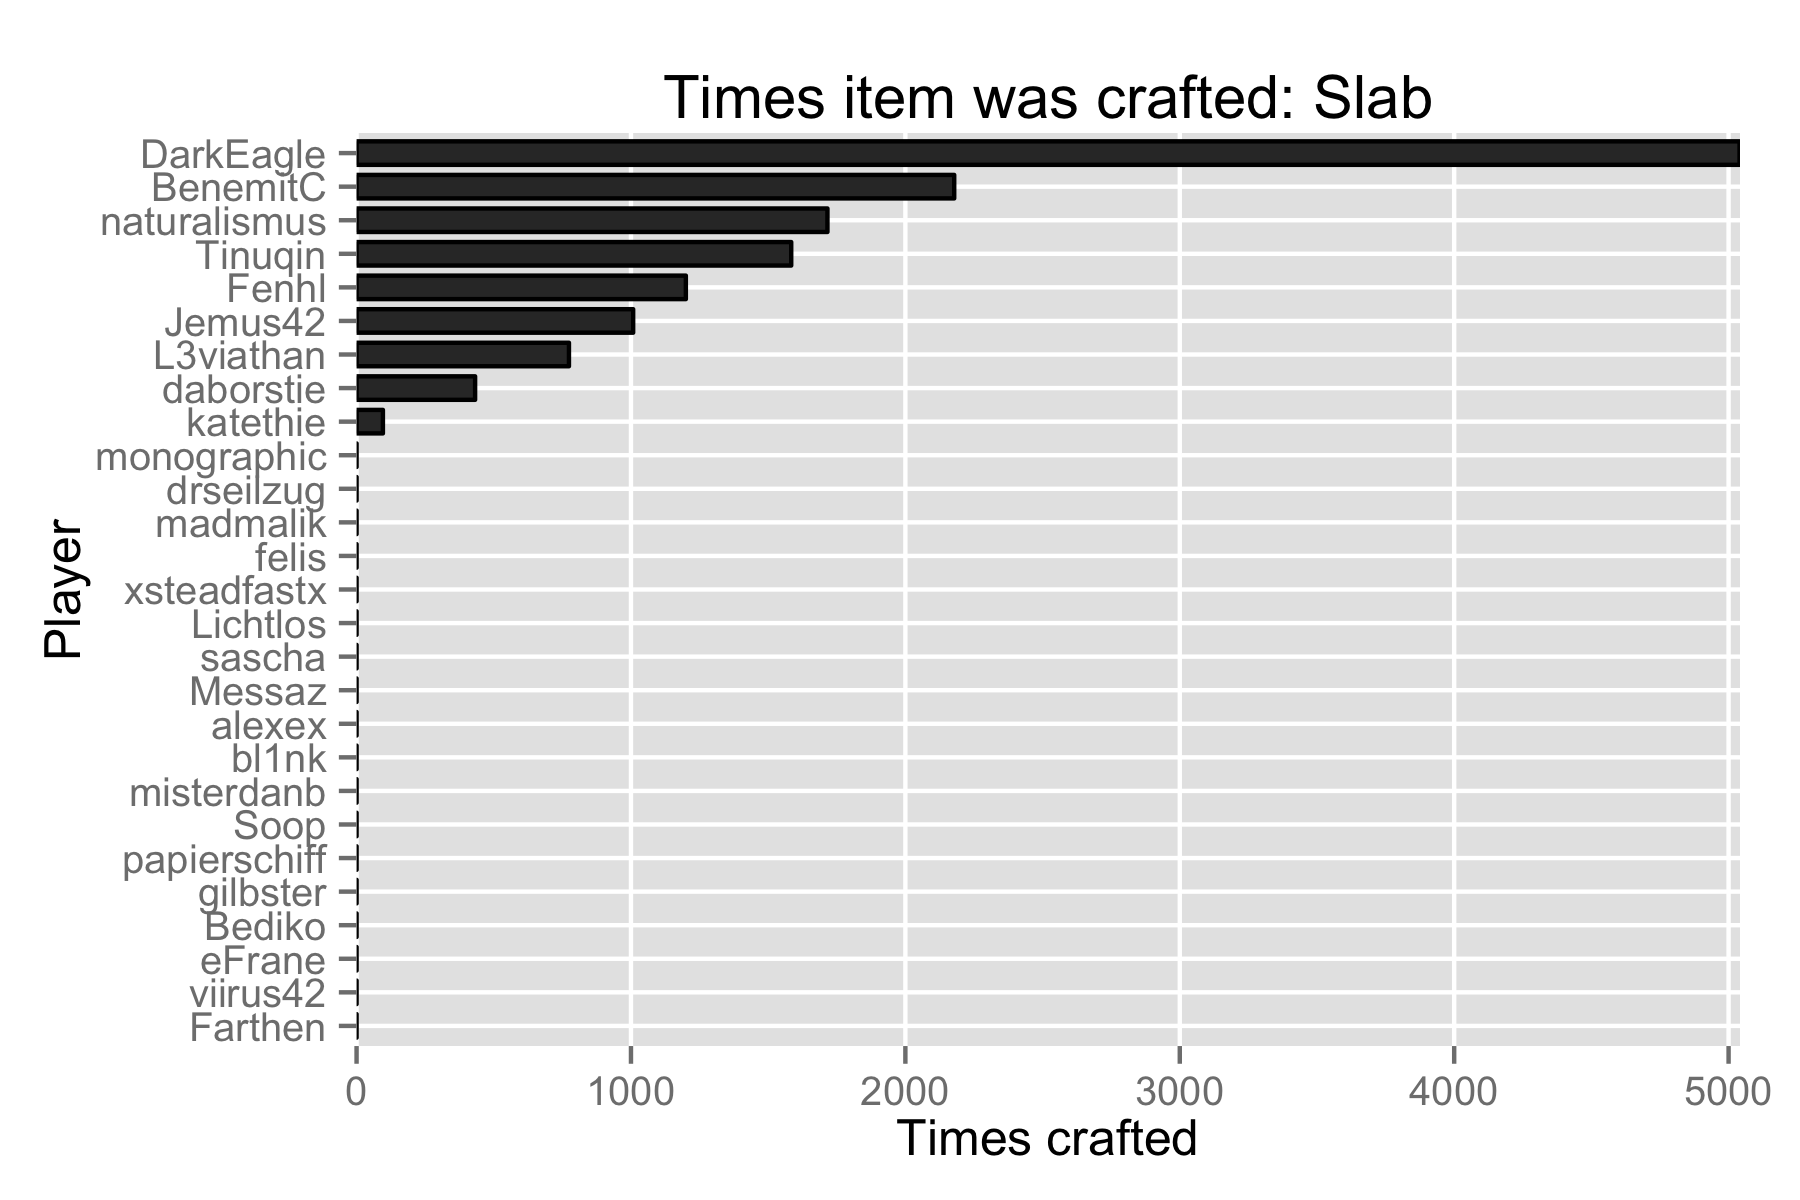 Times item was crafted: Slab
DarkEagle
BenemitC
naturalismus
Tinuqin
Fenhl
Jemus42
L3viathan
daborstie
katethie
monographic
drseilzug
madmalik
felis
xsteadfastx
Lichtlos
sascha
Messaz
alexex
bl1nk
misterdanb
Soop
papierschiff
gilbster
Bediko
eFrane
viirus42
Farthen
Player
0 1000 2000 3000 4000 5000
Times crafted